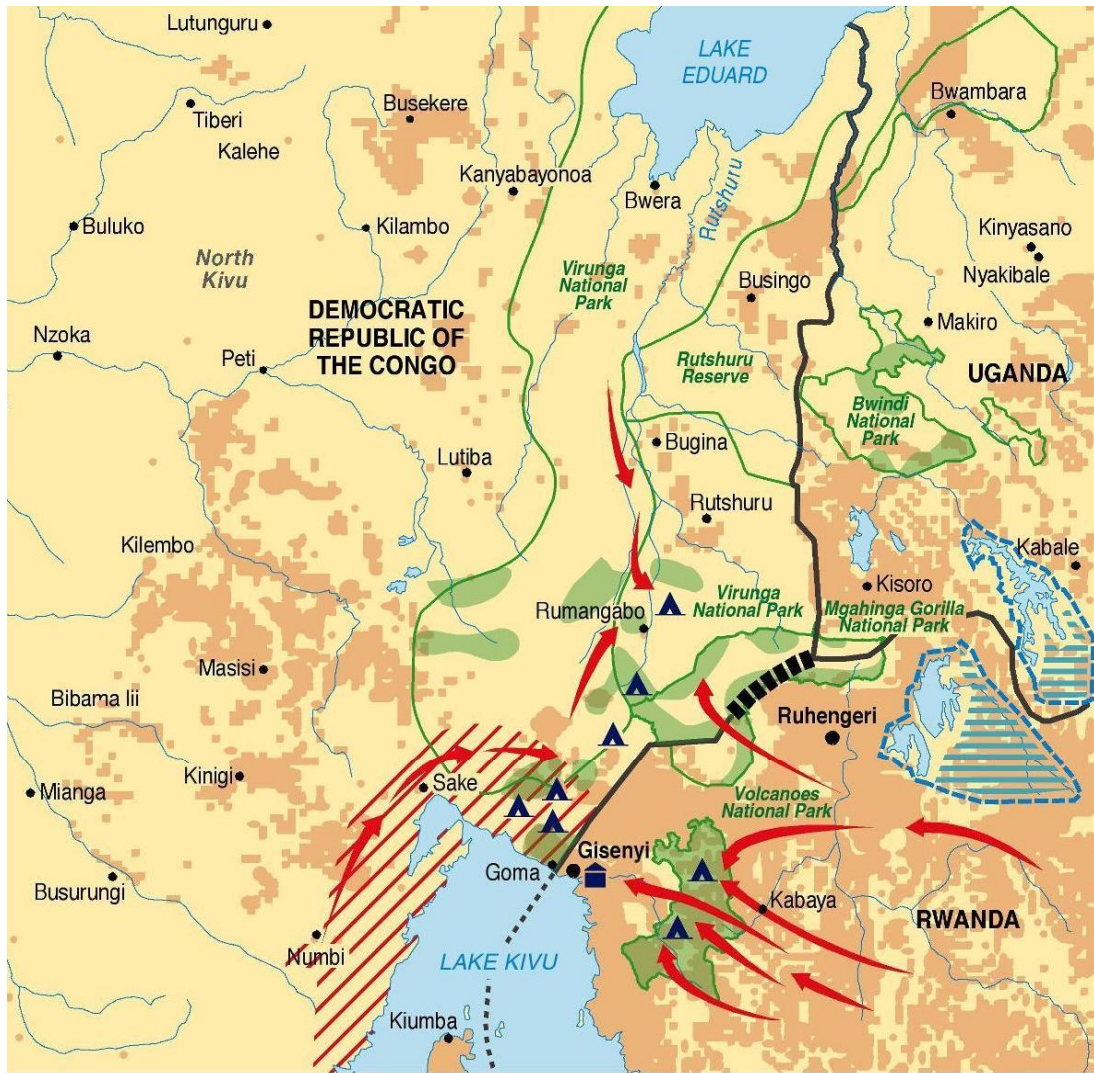 Lutunguru
LAKE
EDUARD
Bwambara
Busekere
Tiberi
Kalehe
Kanyabayonoa
Bwera
Rutshuru
Buluko
Kilambo
Kinyasano
Nyakibale
North
Kivu
Virunga
National
Park
Busingo
DEMOCRATIC
REPUBLIC OF
THE CONGO
Makiro
Nzoka
Peti
Rutshuru
Reserve
UGANDA
Bwindi
National
Park
Bugina
Lutiba
Rutshuru
Kilembo
Kabale
Kisoro
Virunga
National Park
Mgahinga Gorilla
National Park
Rumangabo
Masisi
Bibama Iii
Ruhengeri
Kinigi
Sake
Mianga
Volcanoes
National Park
Gisenyi
Goma
Busurungi
Kabaya
RWANDA
Numbi
LAKE KIVU
Kiumba